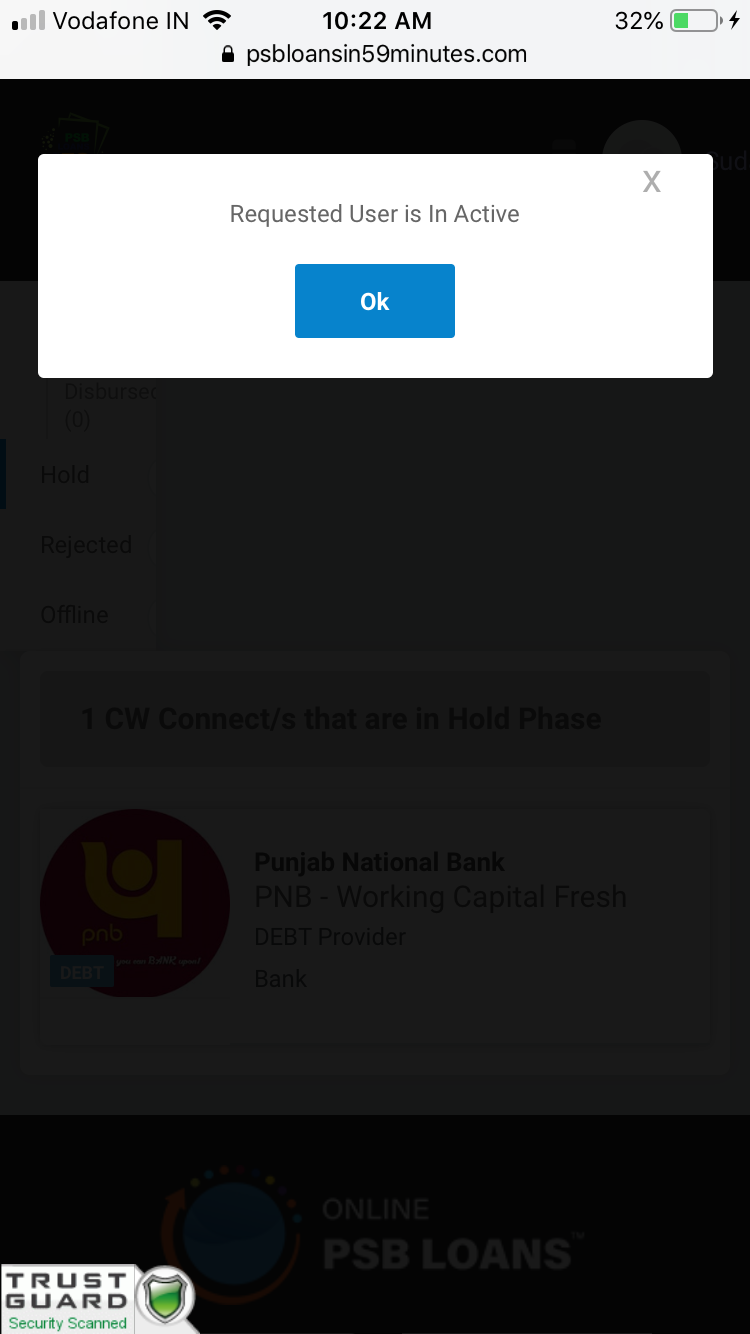 Vodafone IN 10:22 AM 32%
psbloansin59minutes.com
PSB
Sud
X
Requested User is In Active
Ok
Disbursed
(0)
Hold
Rejected
Offline
1 CW Connect/s that are in Hold Phase
Punjab National Bank
PNB - Working Capital Fresh
pnb
DEBT Provider
DEBT
Bank
ONLINE
PSB LOANS™
TRUST
GUARD
Security Scanned